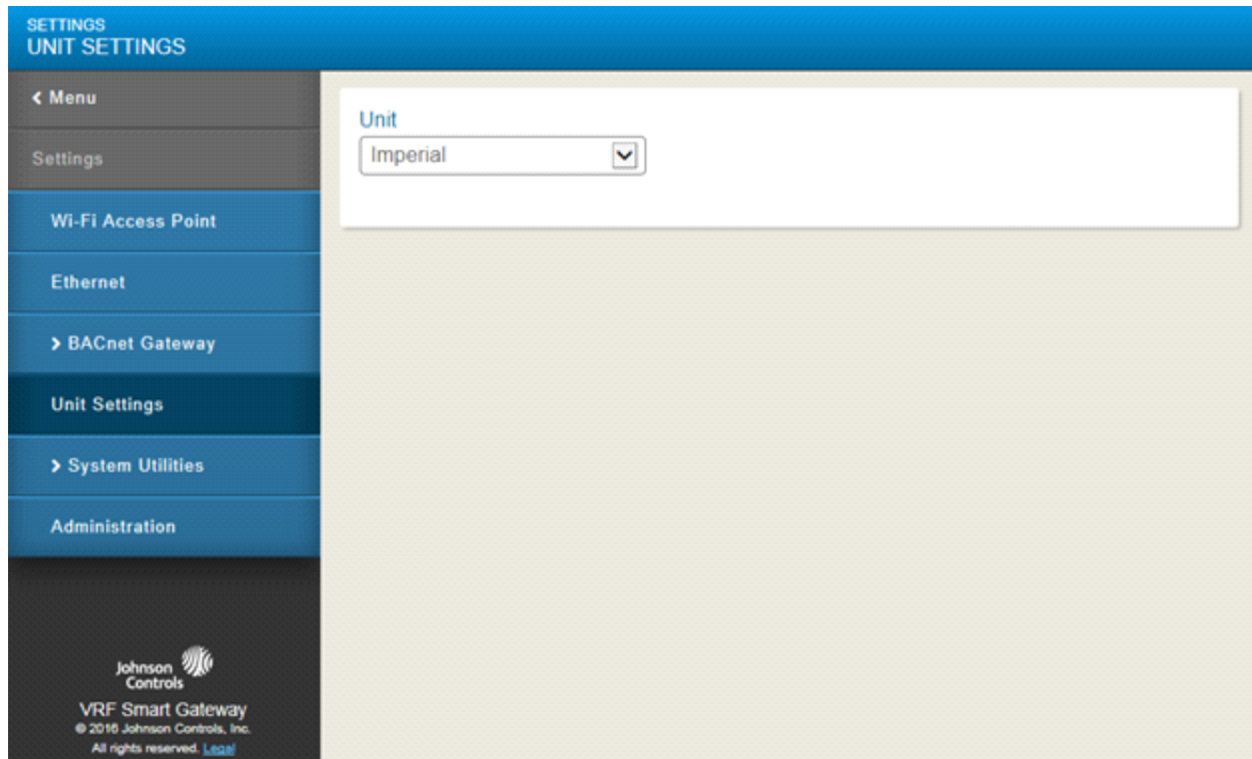 SETTINGS
UNIT SETTINGS
Menu
Settings
Wi-Fi Access Point
Ethernet
BACnet Gateway
Unit Settings
System Utilities
Administration
Johnson
Controls
VRF Smart Gateway
© 2016 Johnson Controls, Inc.
All rights reserved. Legal
Unit
Imperial